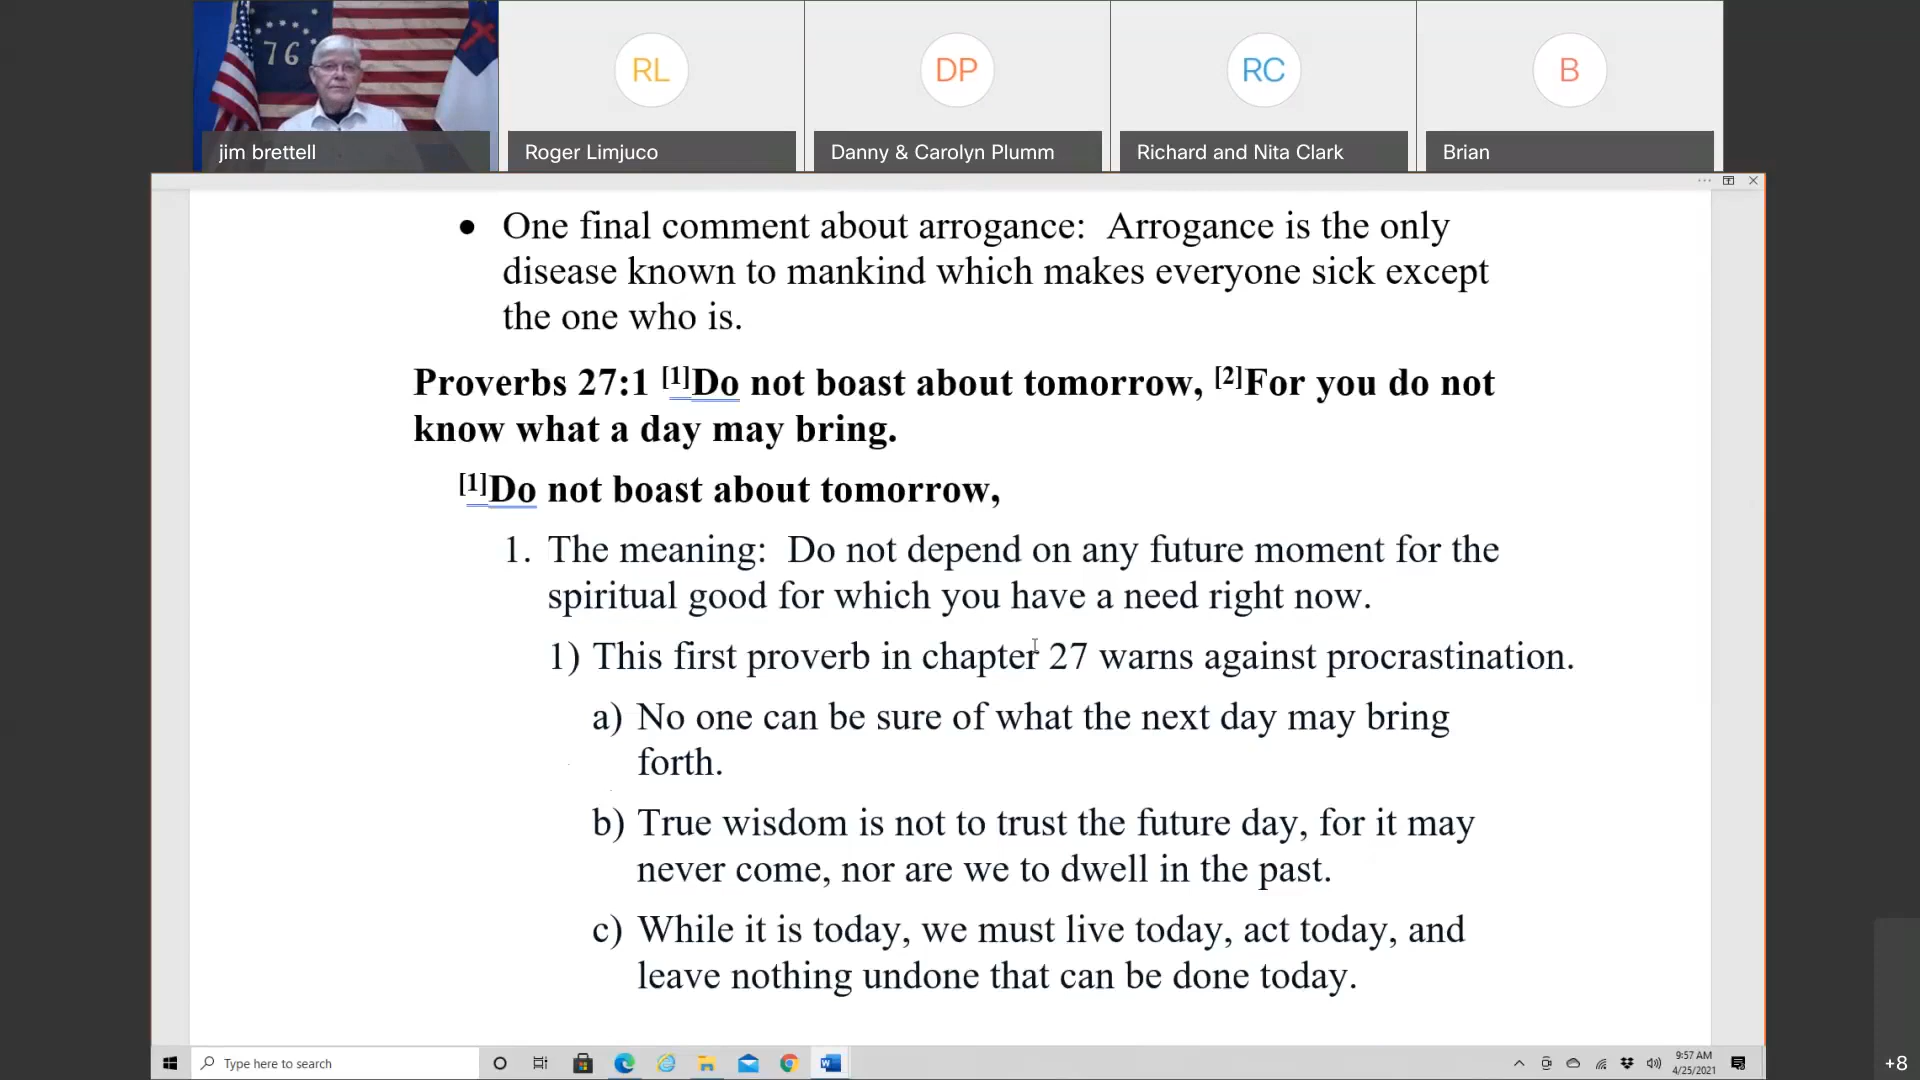 76
RL
DP
RC
B
jim brettell
Roger Limjuco
Danny & Carolyn Plumm
Richard and Nita Clark
Brian
• One final comment about arrogance:  Arrogance is the only
disease known to mankind which makes everyone sick except
the one who is.
Proverbs 27:1 [1]Do not boast about tomorrow, [2]For you do not
know what a day may bring.
[1]Do not boast about tomorrow,
1. The meaning:  Do not depend on any future moment for the
spiritual good for which you have a need right now.
1) This first proverb in chapter 27 warns against procrastination.
a) No one can be sure of what the next day may bring
forth.
b) True wisdom is not to trust the future day, for it may
never come, nor are we to dwell in the past.
c) While it is today, we must live today, act today, and
leave nothing undone that can be done today.
Type here to search
9:57 AM
4/25/2021
+8